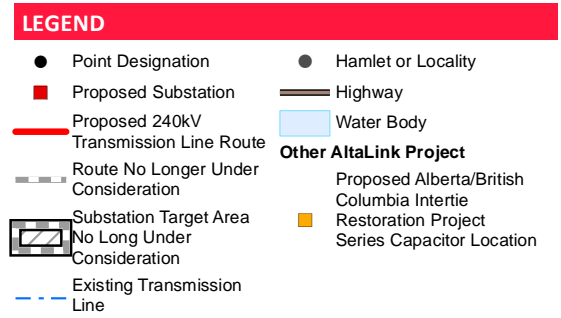 LEGEND
Point Designation
Proposed Substation
Proposed 240kV
Transmission Line Route
Route No Longer Under
Consideration
Substation Target Area
No Long Under
Consideration
Existing Transmission
Line
Hamlet or Locality
Highway
Water Body
Other AltaLink Project
Proposed Alberta/British
Columbia Intertie
Restoration Project
Series Capacitor Location